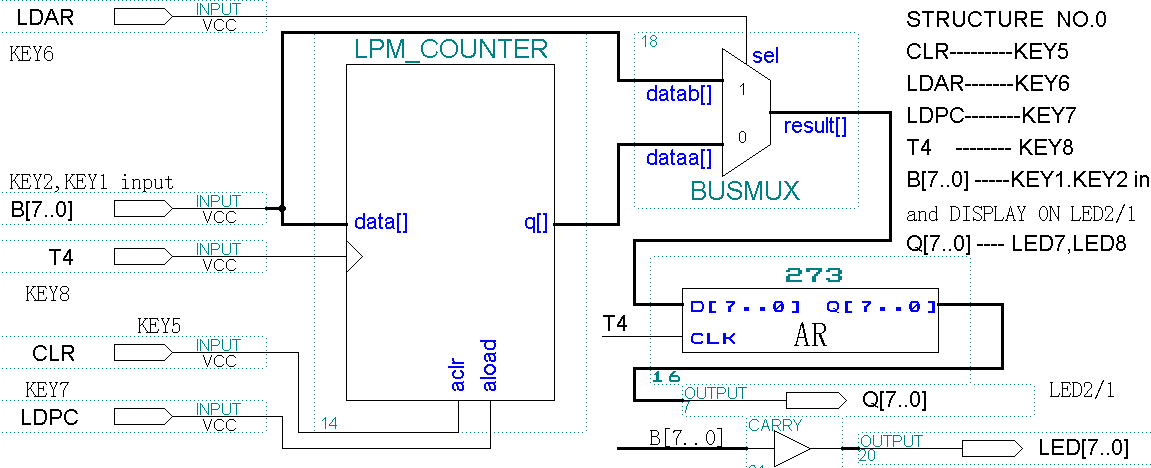 LDAR
INPUT
VCC
KEY6
LPM_COUNTER
18
sel
1
datab[]
0
result[]
dataa[]
BUSMUX
STRUCTURE NO.0
CLR---------KEY5
LDAR-------KEY6
LDPC--------KEY7
T4 -------- KEY8
B[7..0] -----KEY1.KEY2 in
and DISPLAY ON LED2/1
Q[7..0] ---- LED7,LED8
KEY2,KEY1 input
B[7..0]
INPUT
VCC
data[]
q[]
T4
INPUT
VCC
KEY8
273
D[7..0] Q[7..0]
T4
CLK
AR
16
KEY5
CLR
INPUT
VCC
aclr
aload
KEY7
LDPC
INPUT
VCC
14
OUTPUT
7
Q[7..0]
LED2/1
B[7..0]
CARRY
OUTPUT
20
LED[7..0]